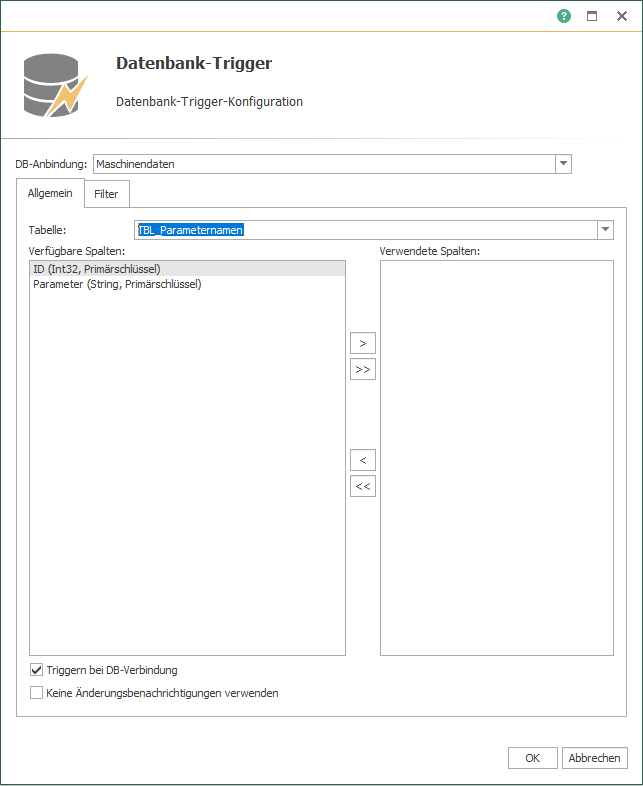 ?
Datenbank-Trigger
Datenbank-Trigger-Konfiguration
DB-Anbindung: Maschinendaten
Allgemein Filter
Tabelle: TBL_Parameternamen
Verfügbare Spalten: Verwendete Spalten:
ID (Int32, Primärschlüssel)
Parameter (String, Primärschlüssel)
>
>>
<
<<
Triggern bei DB-Verbindung
Keine Änderungsbenachrichtigungen verwenden
OK Abbrechen